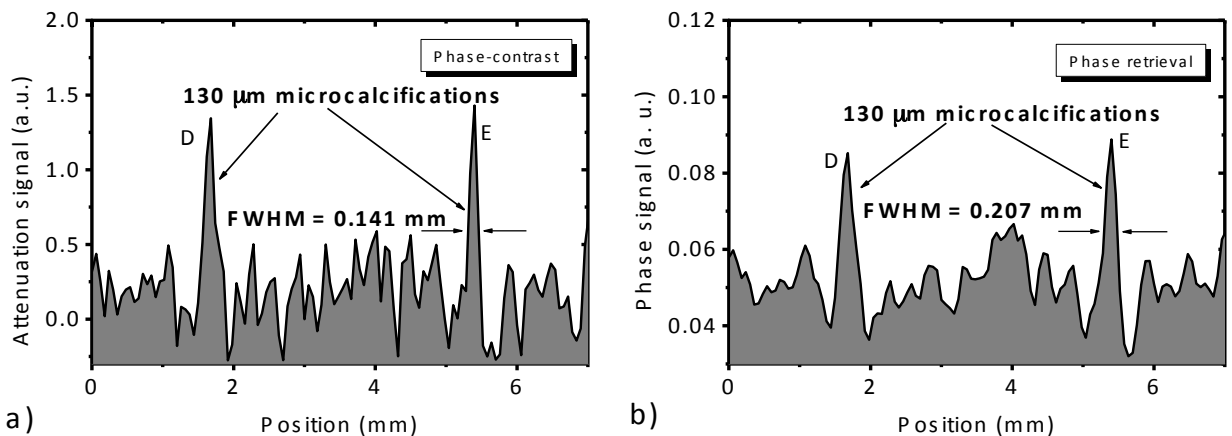 2.0
1.5
1.0
0.5
0.0
Attenuation signal (a.u.)
Phase-contrast
130 μm microcalcifications
D
E
FWHM = 0.141 mm
0
2
4
6
Position (mm)
a)
0.12
0.10
0.08
0.06
0.04
Phase signal (a. u.)
Phase retrieval
130 μm microcalcifications
D
E
FWHM = 0.207 mm
0
2
4
6
Position (mm)
b)